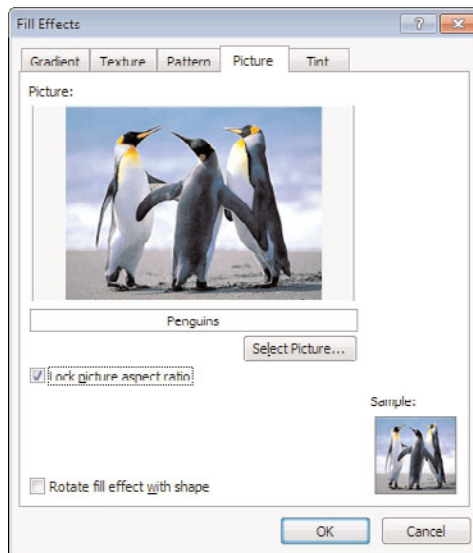 Fill Effects
Gradient Texture Pattern Picture Tint
Picture:
Penguins
Select Picture...
Lock picture aspect ratio
Sample:
Rotate fill effect with shape
OK Cancel